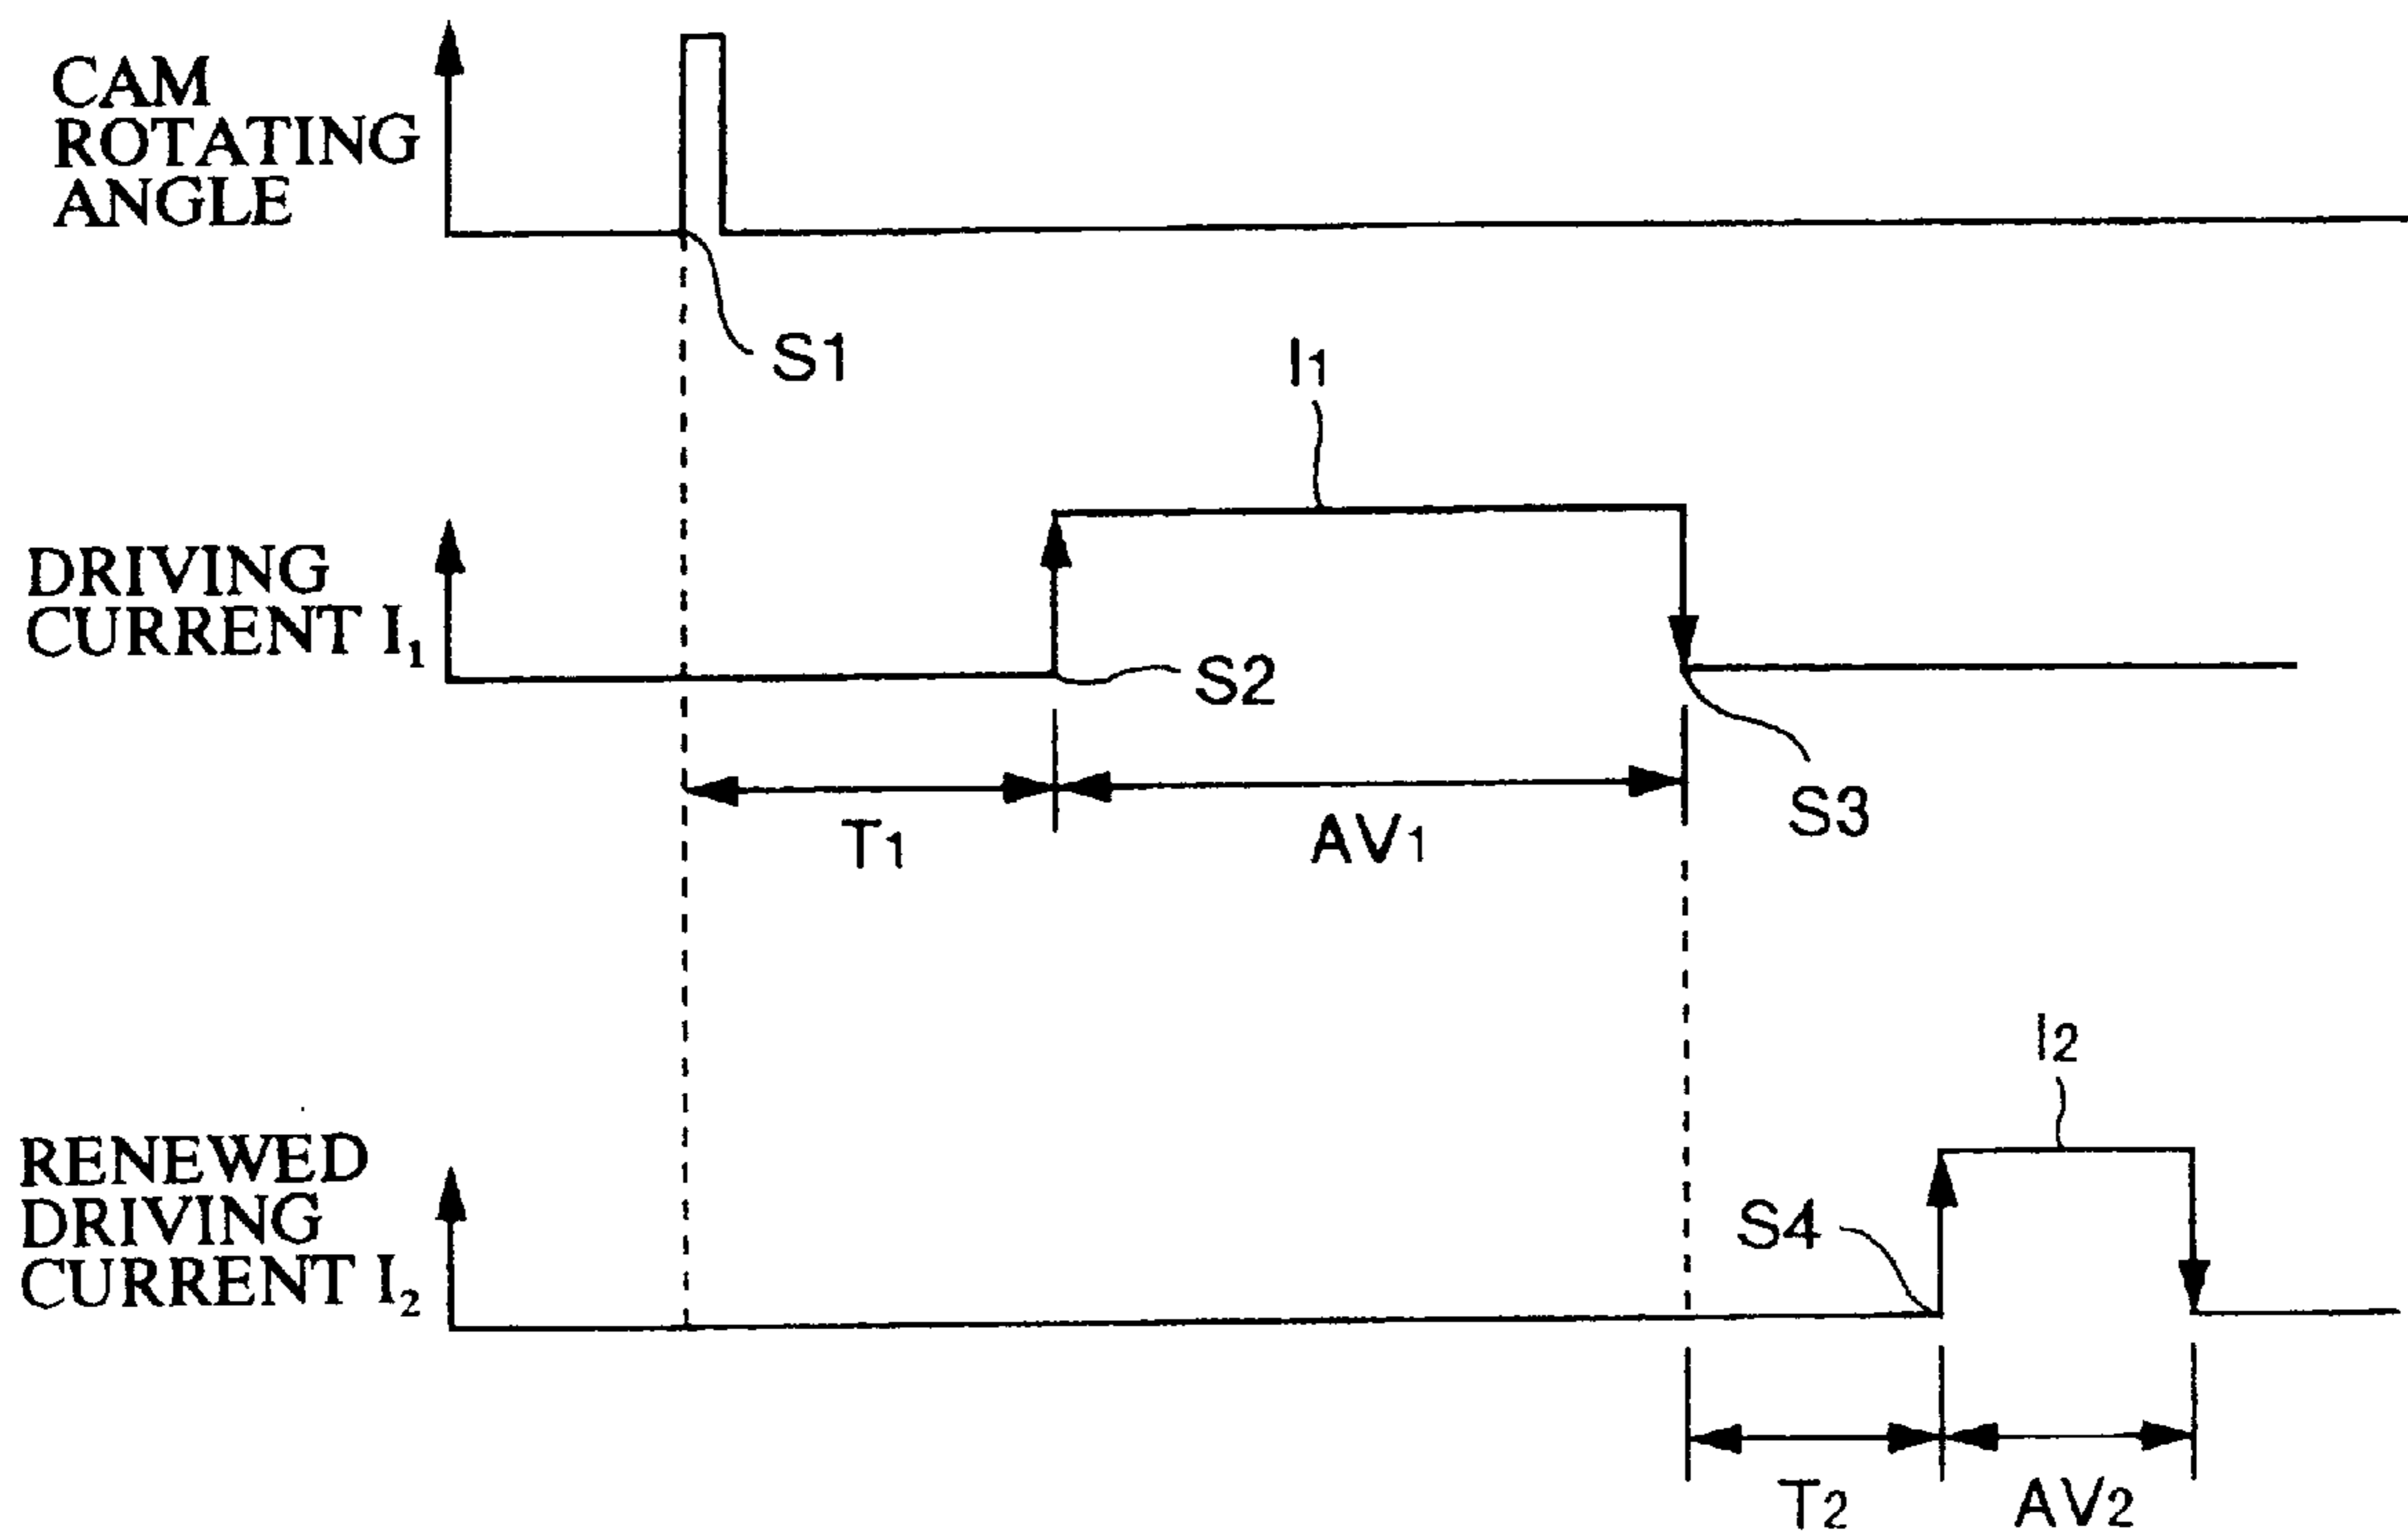 CAM
ROTATING
ANGLE
S1
I1
DRIVING
CURRENT I1
S2
S3
T1
AV1
I2
RENEWED
DRIVING
CURRENT I2
S4
T2
AV2